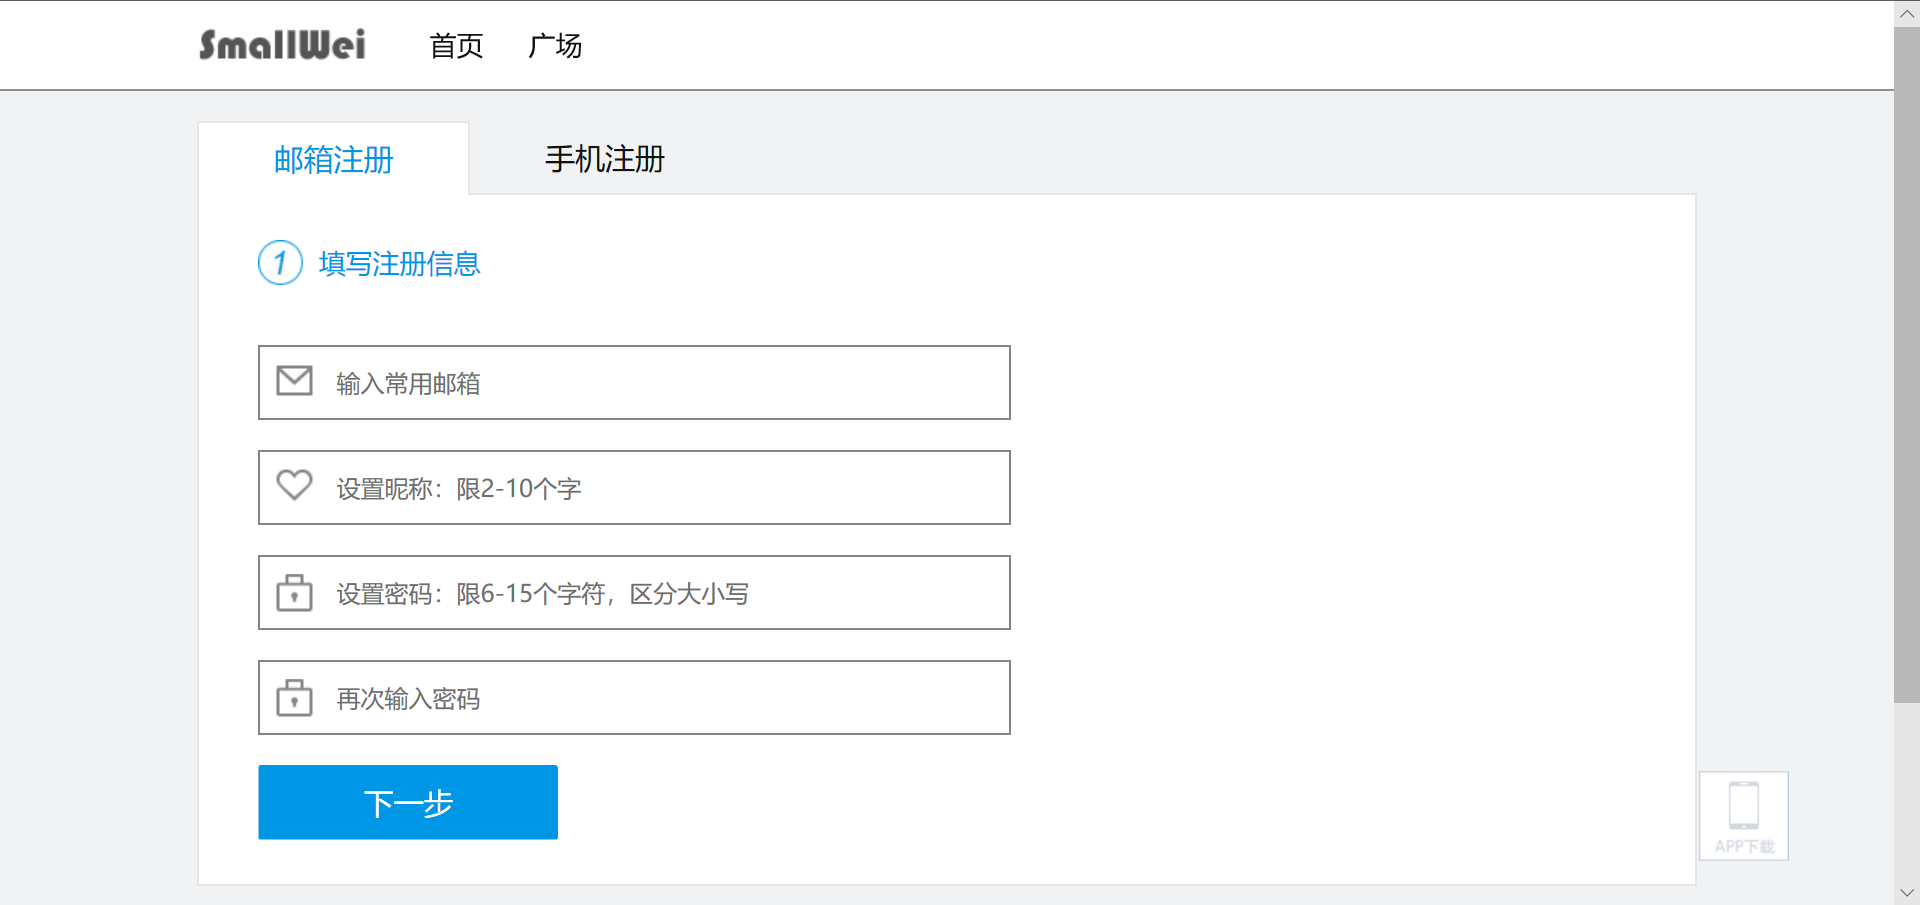 SmallWei 首页 广场
邮箱注册 手机注册
1 填写注册信息
输入常用邮箱
设置昵称：限2-10个字
设置密码：限6-15个字符，区分大小写
再次输入密码
下一步
APP下载